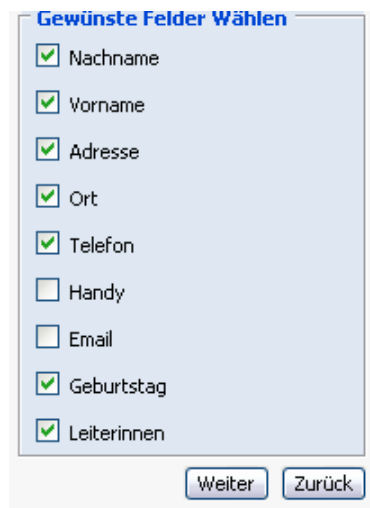 Gewünste Felder Wählen
Nachname
Vorname
Adresse
Ort
Telefon
Handy
Email
Geburtstag
Leiterinnen
Weiter Zurück